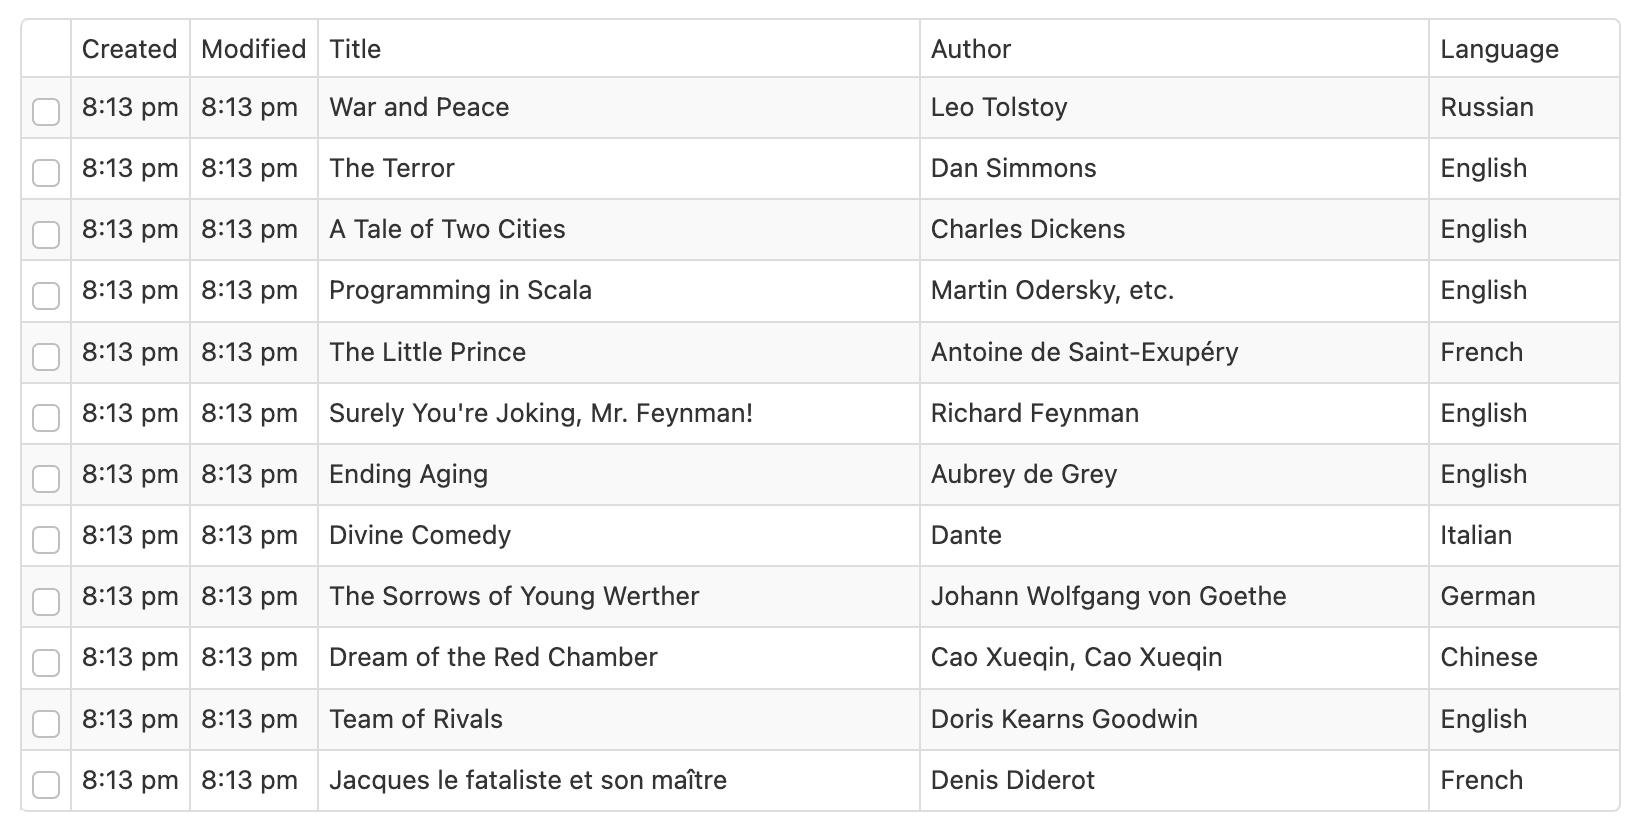 Created Modified Title Author Language
8:13 pm 8:13 pm War and Peace Leo Tolstoy Russian
8:13 pm 8:13 pm The Terror Dan Simmons English
8:13 pm 8:13 pm A Tale of Two Cities Charles Dickens English
8:13 pm 8:13 pm Programming in Scala Martin Odersky, etc. English
8:13 pm 8:13 pm The Little Prince Antoine de Saint-Exupéry French
8:13 pm 8:13 pm Surely You're Joking, Mr. Feynman! Richard Feynman English
8:13 pm 8:13 pm Ending Aging Aubrey de Grey English
8:13 pm 8:13 pm Divine Comedy Dante Italian
8:13 pm 8:13 pm The Sorrows of Young Werther Johann Wolfgang von Goethe German
8:13 pm 8:13 pm Dream of the Red Chamber Cao Xueqin, Cao Xueqin Chinese
8:13 pm 8:13 pm Team of Rivals Doris Kearns Goodwin English
8:13 pm 8:13 pm Jacques le fataliste et son maître Denis Diderot French